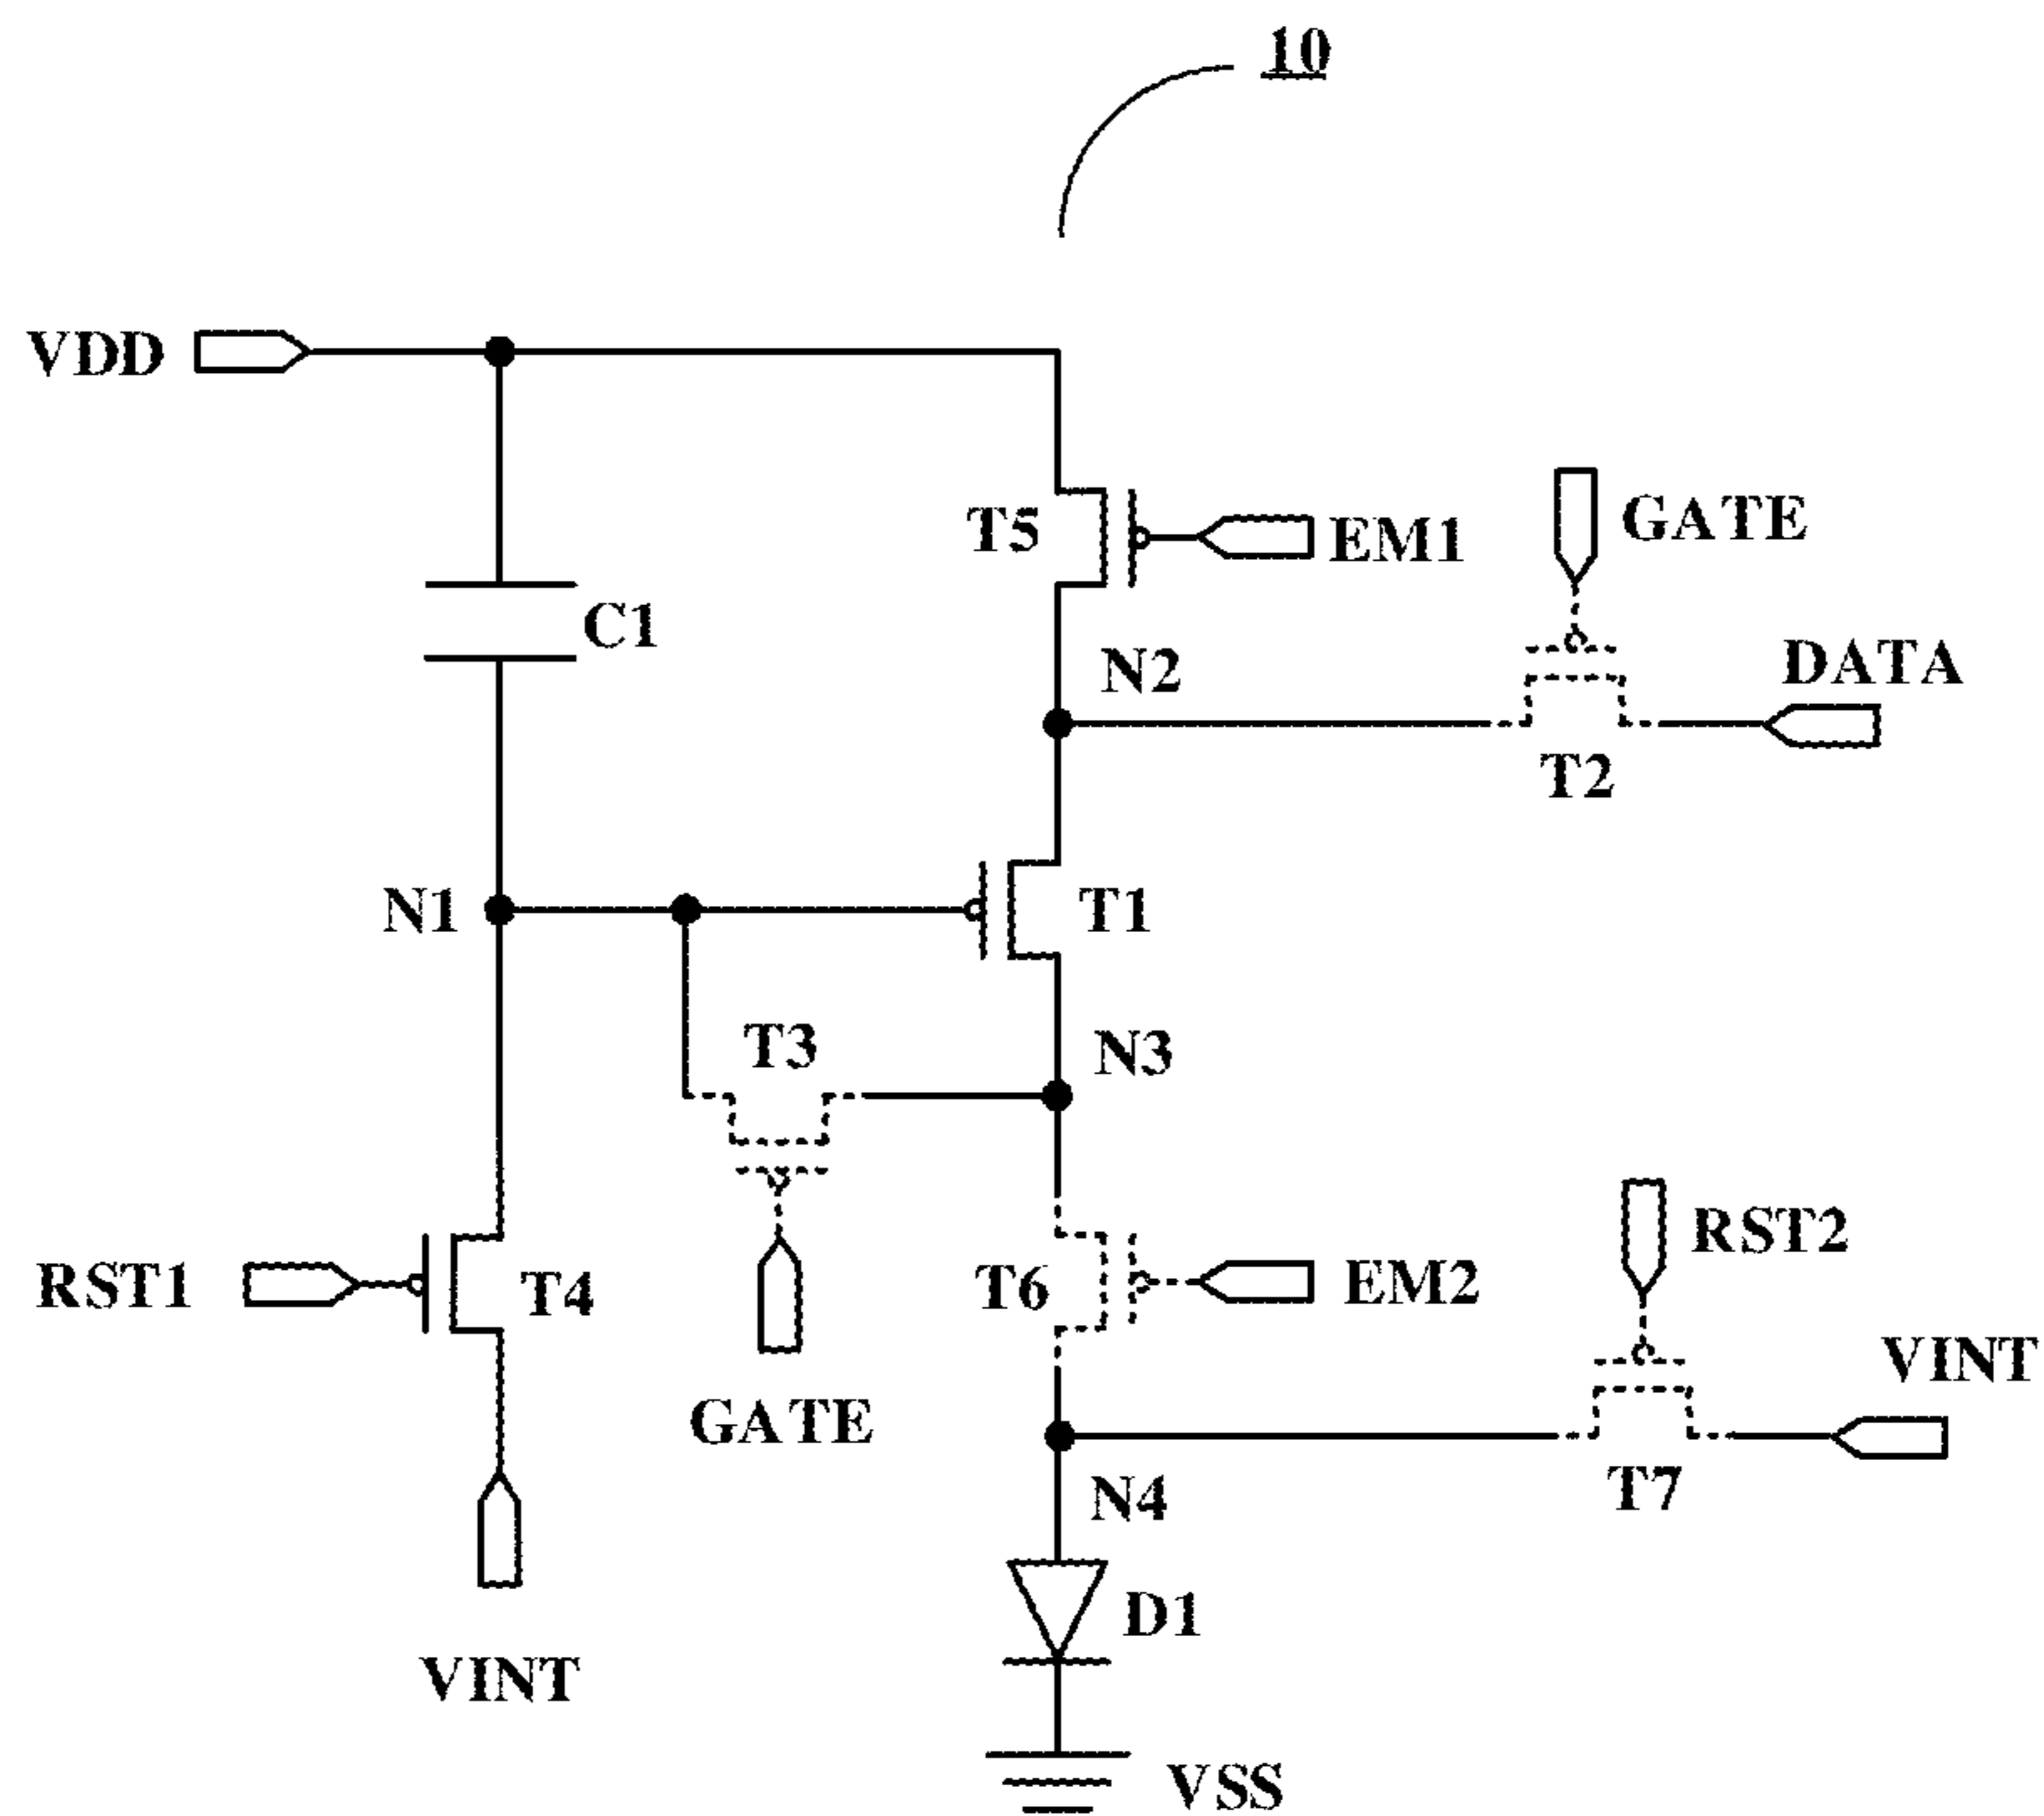 10
VDD
T5
EM1
GATE
C1
N2
DATA
T2
N1
T1
T3
N3
RST1
T4
T6
EM2
RST2
GATE
VINT
N4
T7
D1
VINT
VSS